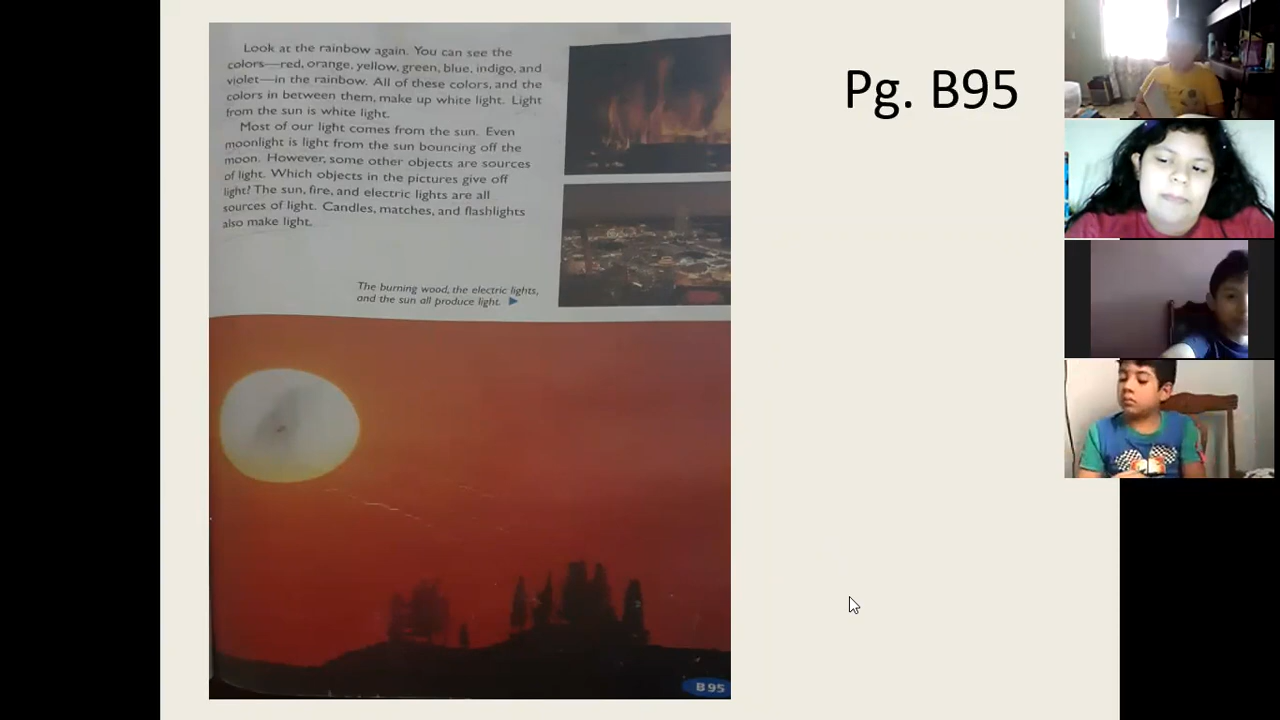 Look at the rainbow again. You can see the
colors—red, orange, yellow, green, blue, indigo, and
violet—in the rainbow. All of these colors, and the
colors in between them, make up white light. Light
from the sun is white light.
Most of our light comes from the sun. Even
moonlight is light from the sun bouncing off the
moon. However, some other objects are sources
of light. Which objects in the pictures give off
light? The sun, fire, and electric lights are all
sources of light. Candles, matches, and flashlights
also make light.
The burning wood, the electric lights,
and the sun all produce light.
B95
Pg. B95